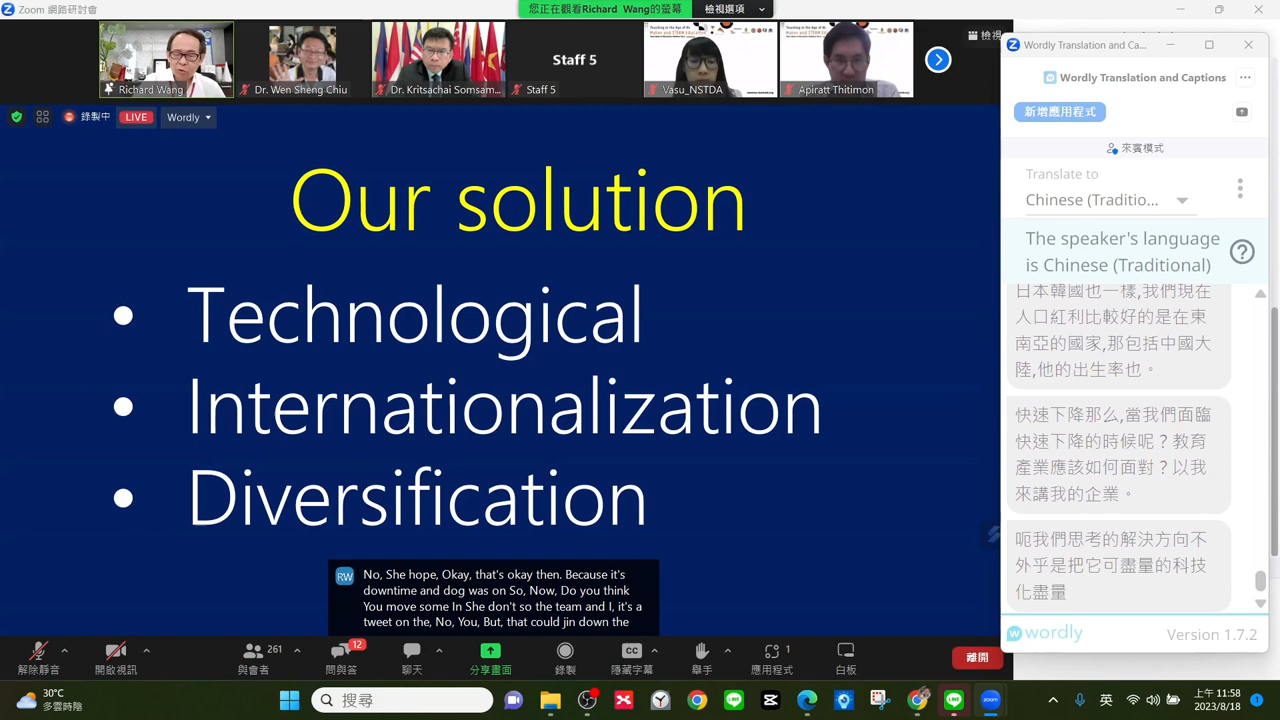 Zoom 網路研討會
您正在觀看Richard Wang的螢幕
檢視選項
Richard Wang
Dr. Wen Sheng Chiu
Dr. Kritsachai Somsam...
Staff 5
Staff 5
Vasu_NSTDA
Apiratt Thitimon
檢視
錄製中
LIVE
Wordly
Our solution
• Technological
• Internationalization
• Diversification
RW
No, She hope, Okay, that's okay then. Because it's
downtime and dog was on So, Now, Do you think
You move some In She don't so the team and I, it's a
tweet on the, No, You, But, that could jin down the
Wordly Translation and C...
Wordly Translation and Captions
新增應用程式
來賓模式
Translate to
Chinese (Traditio...
The speaker's language
is Chinese (Traditional)
日本韓國也一樣,我們現在
人口紅利比較好的是在東
南亞的國家,那包括中國大
陸,他的出生率也。
快速下降那么,當我們面臨
快速下降的時候呢？教育
產業應該如何面對？以我
來講我的企業。
呃我們思考的解決方向不
外乎是把它可盡量的科技
化盡量
wordly
Version 1.7.2
解除靜音
開啟視訊
261
與會者
12
問與答
聊天
分享畫面
錄製
CC
隱藏字幕
舉手
1
應用程式
白板
離開
30°C
多雲時陰
搜尋
英
上午 11:58
2023/8/18
1